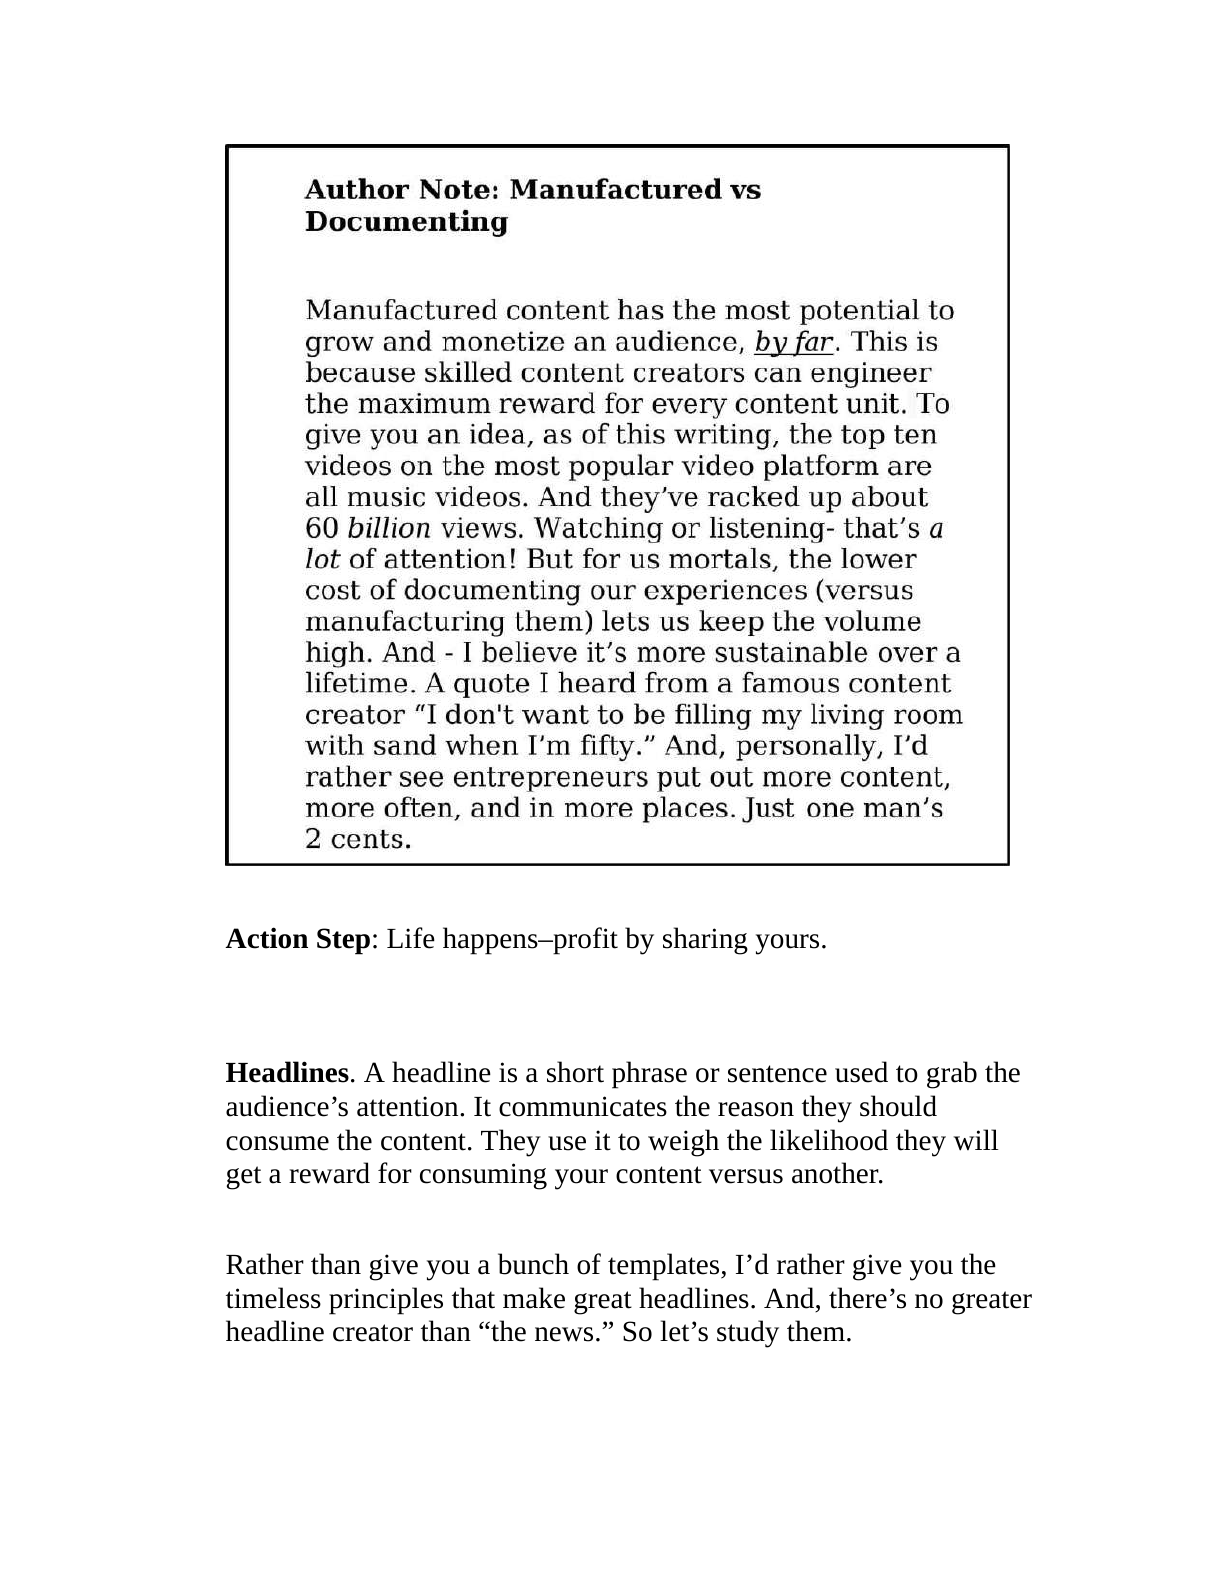 Author Note: Manufactured vs
Documenting
Manufactured content has the most potential to
grow and monetize an audience, by far. This is
because skilled content creators can engineer
the maximum reward for every content unit. To
give you an idea, as of this writing, the top ten
videos on the most popular video platform are
all music videos. And they’ve racked up about
60 billion views. Watching or listening- that’s a
lot of attention! But for us mortals, the lower
cost of documenting our experiences (versus
manufacturing them) lets us keep the volume
high. And - I believe it’s more sustainable over a
lifetime. A quote I heard from a famous content
creator “I don't want to be filling my living room
with sand when I’m fifty.” And, personally, I’d
rather see entrepreneurs put out more content,
more often, and in more places. Just one man’s
2 cents.
Action Step: Life happens–profit by sharing yours.
Headlines. A headline is a short phrase or sentence used to grab the
audience’s attention. It communicates the reason they should
consume the content. They use it to weigh the likelihood they will
get a reward for consuming your content versus another.
Rather than give you a bunch of templates, I’d rather give you the
timeless principles that make great headlines. And, there’s no greater
headline creator than “the news.” So let’s study them.